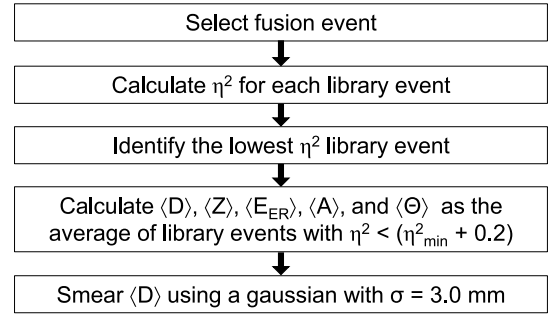 Select fusion event
Calculate η² for each library event
Identify the lowest η² library event
Calculate ⟨D⟩, ⟨Z⟩, ⟨E_ER⟩, ⟨A⟩, and ⟨Θ⟩ as the
average of library events with η² < (η²_min + 0.2)
Smear ⟨D⟩ using a gaussian with σ = 3.0 mm